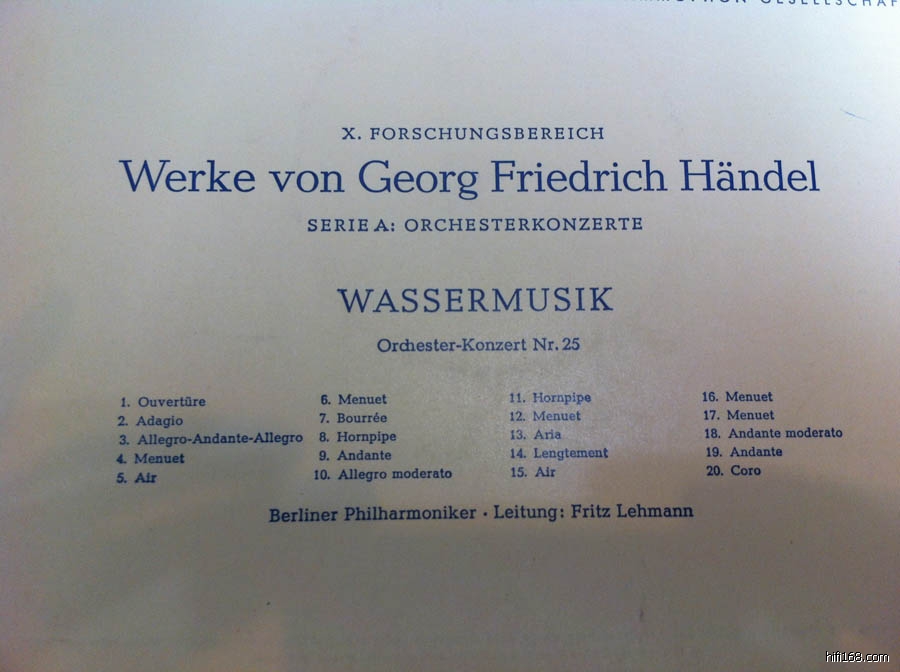 GESELLSCHAF
X. FORSCHUNGSBEREICH
Werke von Georg Friedrich Händel
SERIE A: ORCHESTERKONZERTE
WASSERMUSIK
Orchester-Konzert Nr. 25
1. Ouvertüre
2. Adagio
3. Allegro-Andante-Allegro
4. Menuet
5. Air
6. Menuet
7. Bourrée
8. Hornpipe
9. Andante
10. Allegro moderato
11. Hornpipe
12. Menuet
13. Aria
14. Lengtement
15. Air
16. Menuet
17. Menuet
18. Andante moderato
19. Andante
20. Coro
Berliner Philharmoniker · Leitung: Fritz Lehmann
hifi168.com